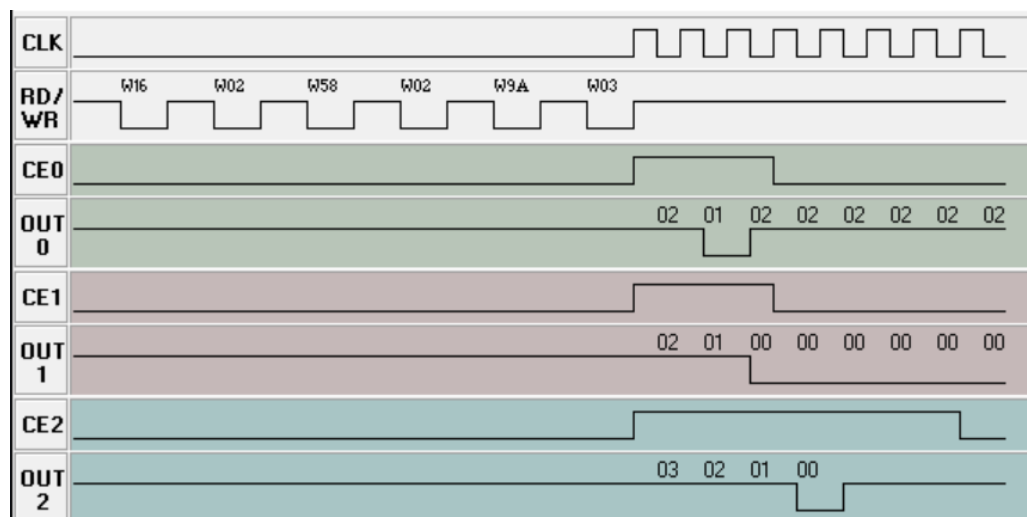 CLK
RD/
WR
W16 W02 W58 W02 W9A W03
CE0
OUT
0
02 01 02 02 02 02 02 02
CE1
OUT
1
02 01 00 00 00 00 00 00
CE2
OUT
2
03 02 01 00